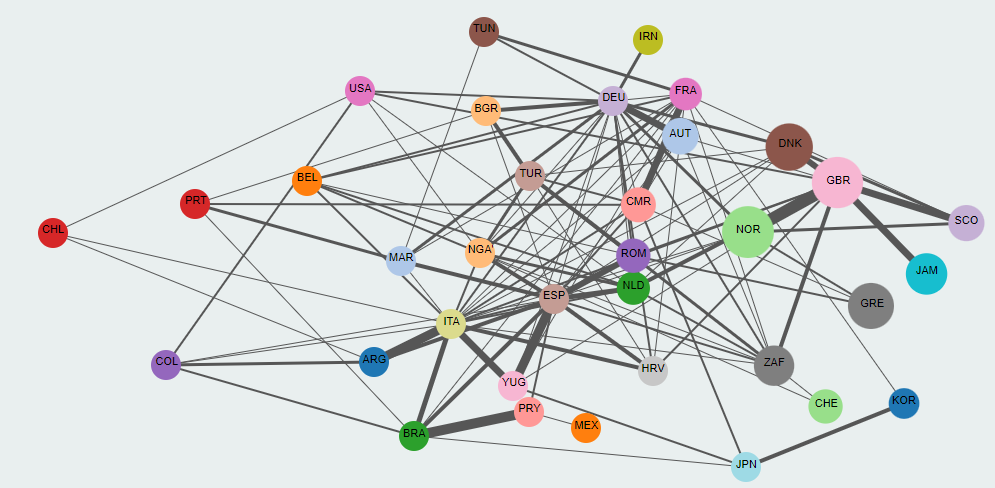 TUN
IRN
USA
DEU
FRA
BGR
AUT
DNK
TUR
BEL
GBR
PRT
CMR
SCO
CHL
NOR
NGA
ROM
MAR
JAM
NLD
ESP
GRE
ITA
COL
ARG
HRV
ZAF
YUG
CHE
KOR
PRY
MEX
BRA
JPN